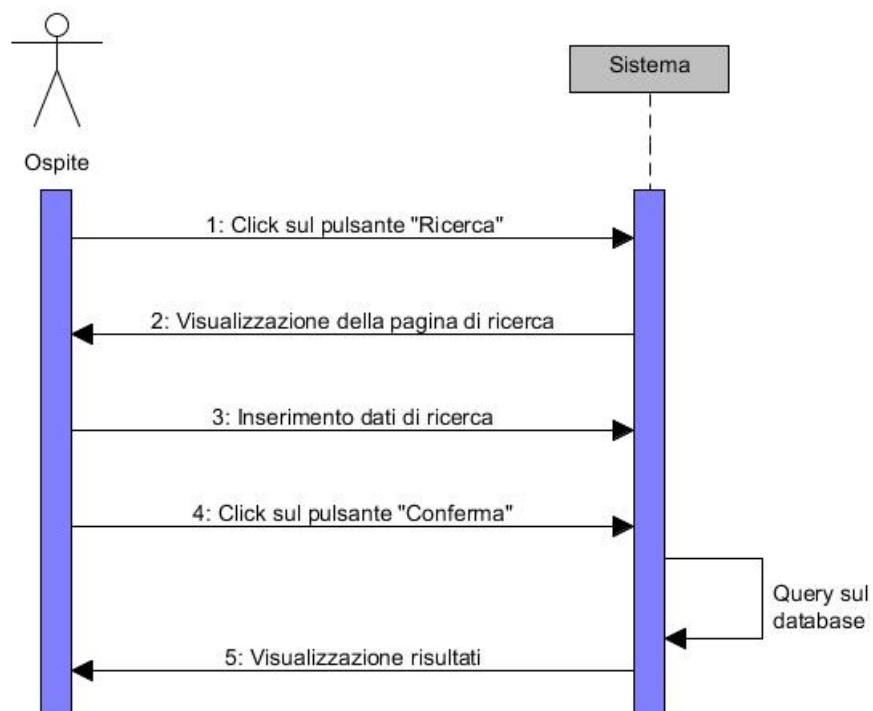 Sistema
Ospite
1: Click sul pulsante "Ricerca"
2: Visualizzazione della pagina di ricerca
3: Inserimento dati di ricerca
4: Click sul pulsante "Conferma"
Query sul
database
5: Visualizzazione risultati